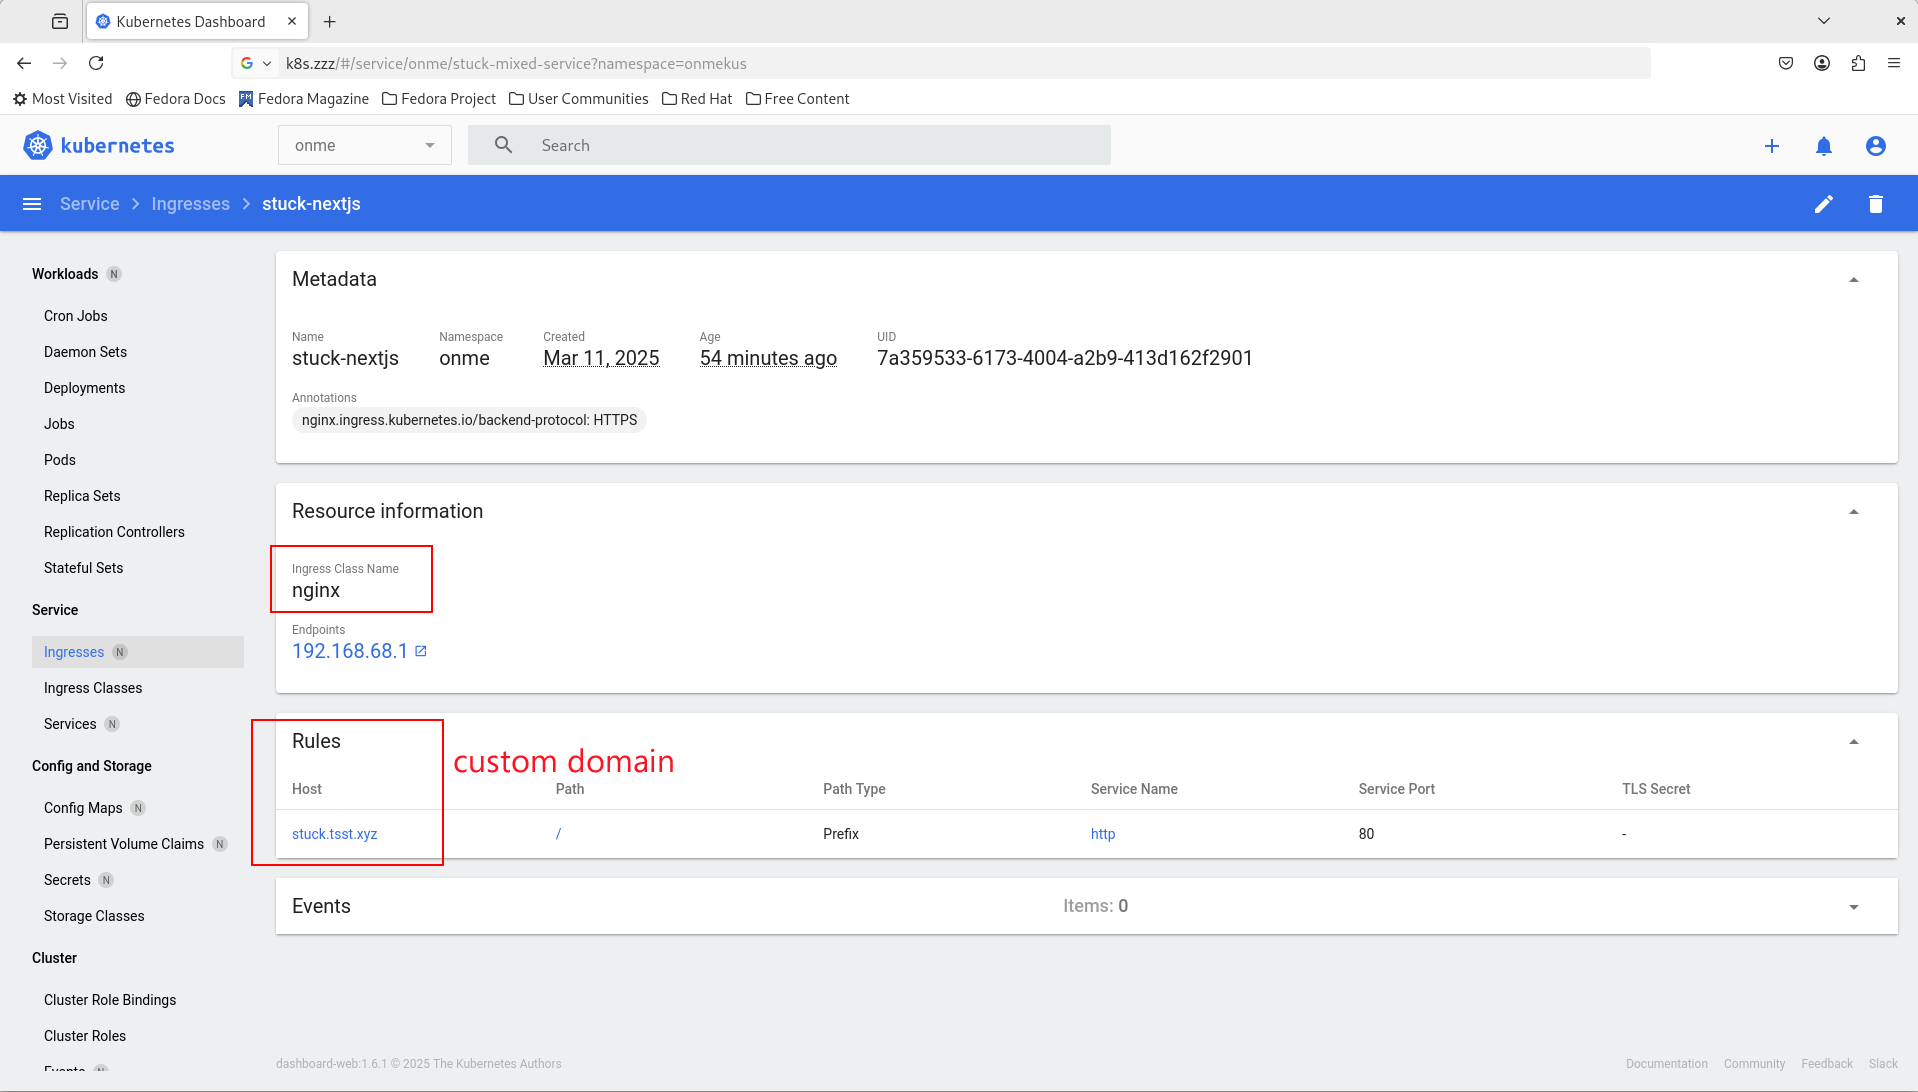 Kubernetes Dashboard
k8s.zzz/#/service/onme/stuck-mixed-service?namespace=onmekus
Most Visited Fedora Docs Fedora Magazine Fedora Project User Communities Red Hat Free Content
kubernetes onme Search
Service Ingresses stuck-nextjs
Workloads N
Cron Jobs
Daemon Sets
Deployments
Jobs
Pods
Replica Sets
Replication Controllers
Stateful Sets
Service
Ingresses N
Ingress Classes
Services N
Config and Storage
Config Maps N
Persistent Volume Claims N
Secrets N
Storage Classes
Cluster
Cluster Role Bindings
Cluster Roles
Events N
Metadata
Name Namespace Created Age UID
stuck-nextjs onme Mar 11, 2025 54 minutes ago 7a359533-6173-4004-a2b9-413d162f2901
Annotations
nginx.ingress.kubernetes.io/backend-protocol: HTTPS
Resource information
Ingress Class Name
nginx
Endpoints
192.168.68.1
Rules
custom domain
Host Path Path Type Service Name Service Port TLS Secret
stuck.tsst.xyz / Prefix http 80 -
Events Items: 0
dashboard-web:1.6.1 © 2025 The Kubernetes Authors Documentation Community Feedback Slack